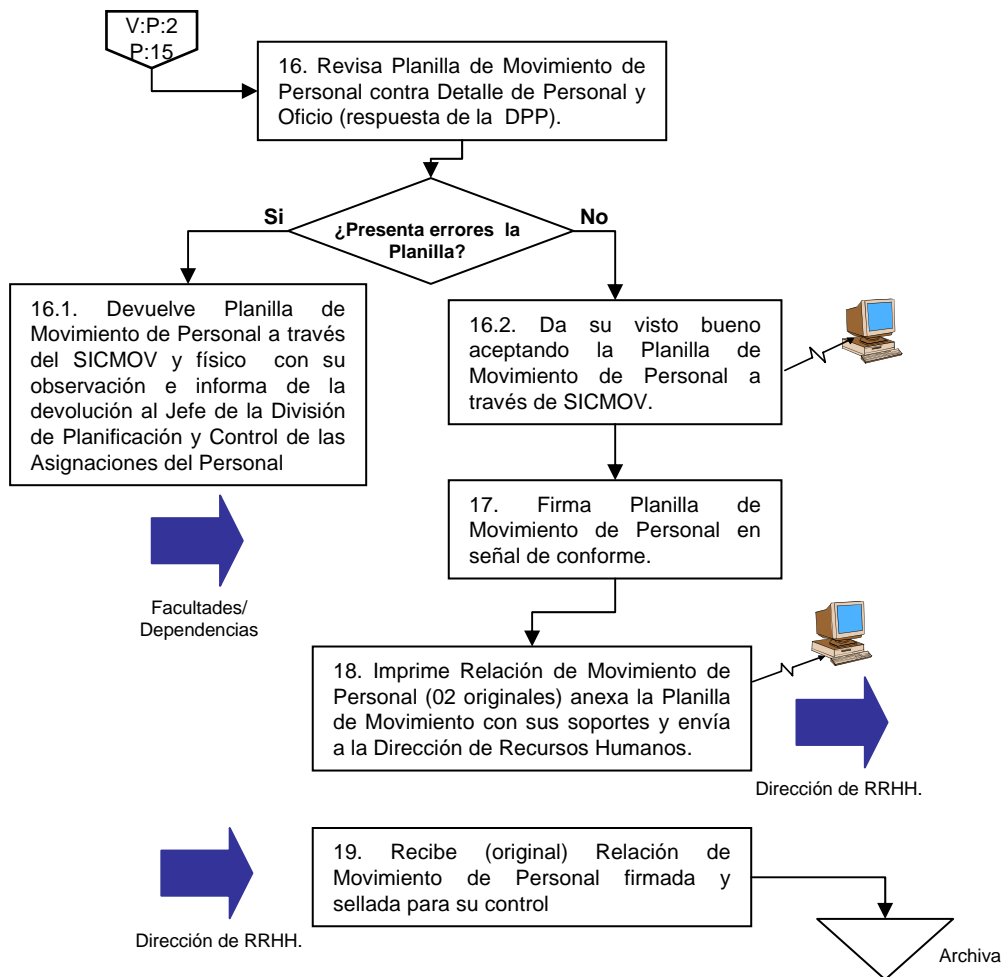 V:P:2
P:15
16. Revisa Planilla de Movimiento de
Personal contra Detalle de Personal y
Oficio (respuesta de la DPP).
Si
¿Presenta errores la
Planilla?
No
16.1. Devuelve Planilla de
Movimiento de Personal a través
del SICMOV y físico con su
observación e informa de la
devolución al Jefe de la División
de Planificación y Control de las
Asignaciones del Personal
16.2. Da su visto bueno
aceptando la Planilla de
Movimiento de Personal a
través de SICMOV.
17. Firma Planilla de
Movimiento de Personal en
señal de conforme.
Facultades/
Dependencias
18. Imprime Relación de Movimiento de
Personal (02 originales) anexa la Planilla
de Movimiento con sus soportes y envía
a la Dirección de Recursos Humanos.
Dirección de RRHH.
19. Recibe (original) Relación de
Movimiento de Personal firmada y
sellada para su control
Dirección de RRHH.
Archiva